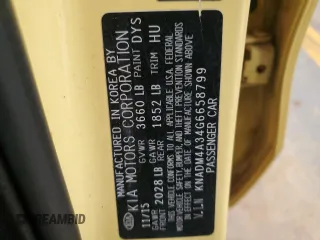 MANUFACTURED IN KOREA BY
KIA MOTORS CORPORATION
11/15 GVWR 3660 LB PAINT DYS
GAWR FRONT 2028 LB GAWR REAR 1852 LB TRIM HU
THIS VEHICLE CONFORMS TO ALL APPLICABLE U.S.A. FEDERAL
MOTOR VEHICLE SAFETY, BUMPER, AND THEFT PREVENTION STANDARDS
IN EFFECT ON THE DATE OF MANUFACTURE SHOWN ABOVE.
V.I.N KNADM4A34G6658799
PASSENGER CAR
KIA